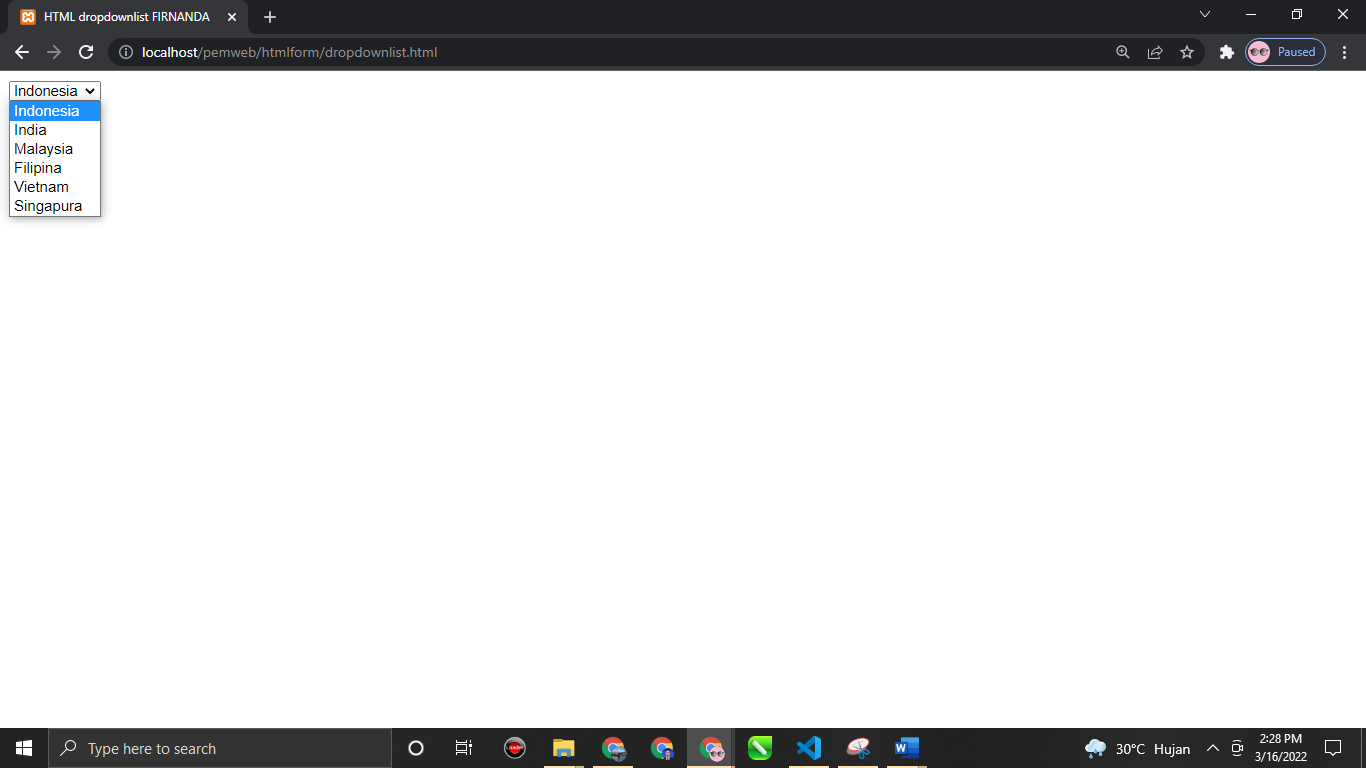 HTML dropdownlist FIRNANDA
localhost/pemweb/htmlform/dropdownlist.html
Paused
Indonesia
Indonesia
India
Malaysia
Filipina
Vietnam
Singapura
Type here to search
30°C Hujan
2:28 PM
3/16/2022